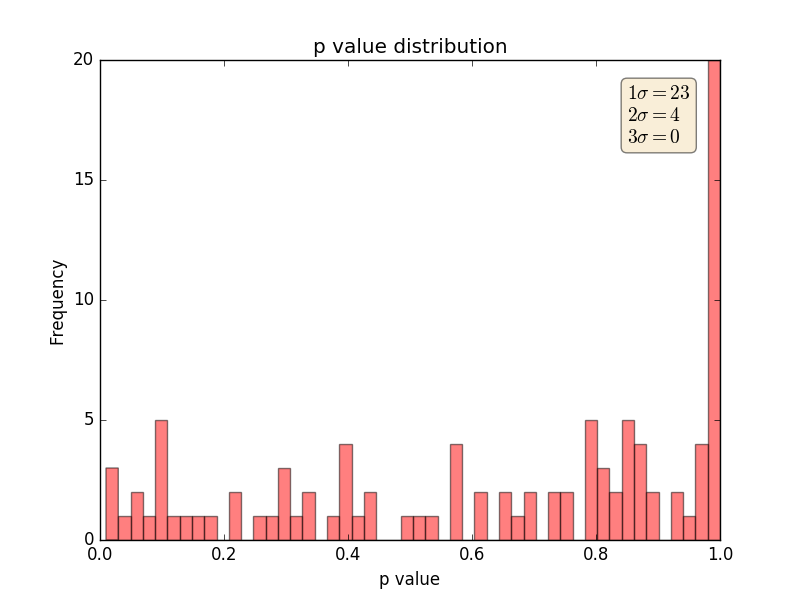 p value distribution
20
15
10
5
0
Frequency
1σ = 23
2σ = 4
3σ = 0
0.0 0.2 0.4 0.6 0.8 1.0
p value